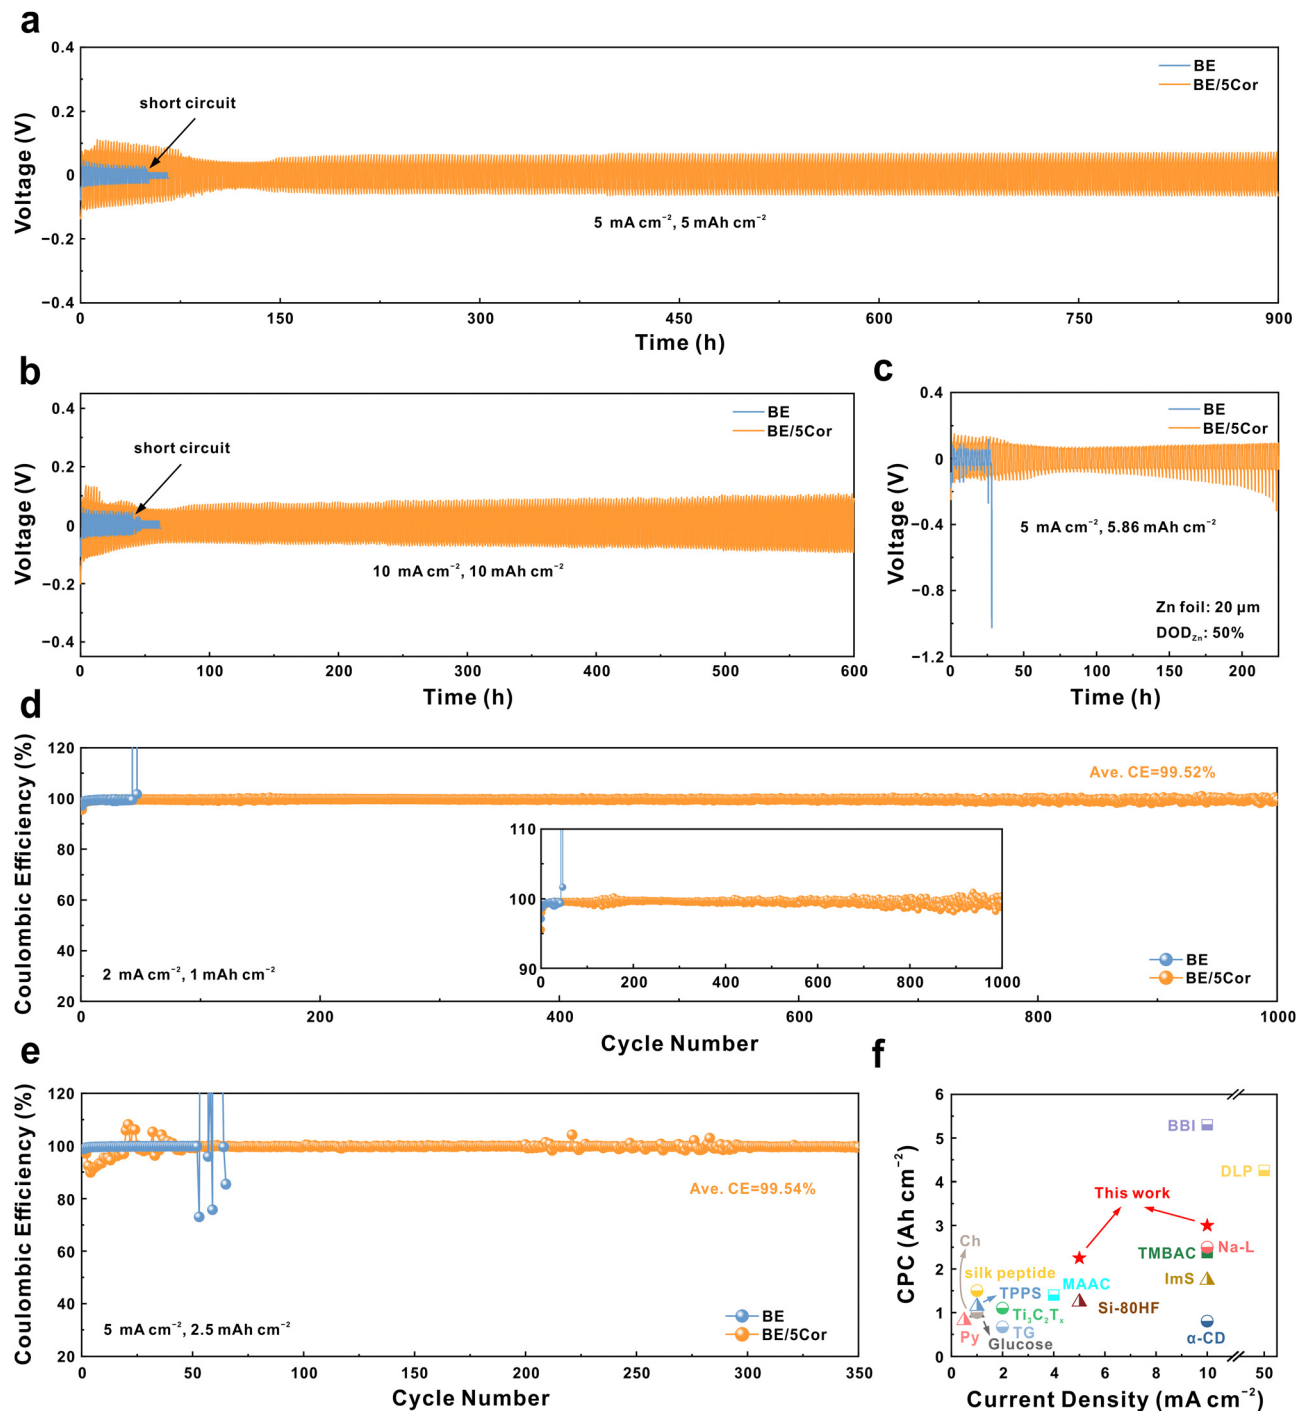 a
0.4
0.2
0
−0.2
−0.4
Voltage (V)
short circuit
BE
BE/5Cor
5 mA cm⁻², 5 mAh cm⁻²
0 150 300 450 600 750 900
Time (h)
b
0.4
0.2
0
−0.2
−0.4
Voltage (V)
short circuit
BE
BE/5Cor
10 mA cm⁻², 10 mAh cm⁻²
0 100 200 300 400 500 600
Time (h)
c
0.4
0
−0.4
−0.8
−1.2
Voltage (V)
BE
BE/5Cor
5 mA cm⁻², 5.86 mAh cm⁻²
Zn foil: 20 μm
DOD_Zn: 50%
0 50 100 150 200
Time (h)
d
120
100
80
60
40
20
Coulombic Efficiency (%)
Ave. CE=99.52%
110
100
90
200 400 600 800 1000
2 mA cm⁻², 1 mAh cm⁻²
BE
BE/5Cor
0 200 400 600 800 1000
Cycle Number
e
120
100
80
60
40
20
Coulombic Efficiency (%)
Ave. CE=99.54%
5 mA cm⁻², 2.5 mAh cm⁻²
BE
BE/5Cor
0 50 100 150 200 250 300 350
Cycle Number
f
6
5
4
3
2
1
0
CPC (Ah cm⁻²)
BBI
DLP
This work
Ch
Na-L
TMBAC
silk peptide
MAAC
ImS
TPPS
Si-80HF
Ti₃C₂Tₓ
Py
TG
Glucose
α-CD
0 2 4 6 8 10 50
Current Density (mA cm⁻²)